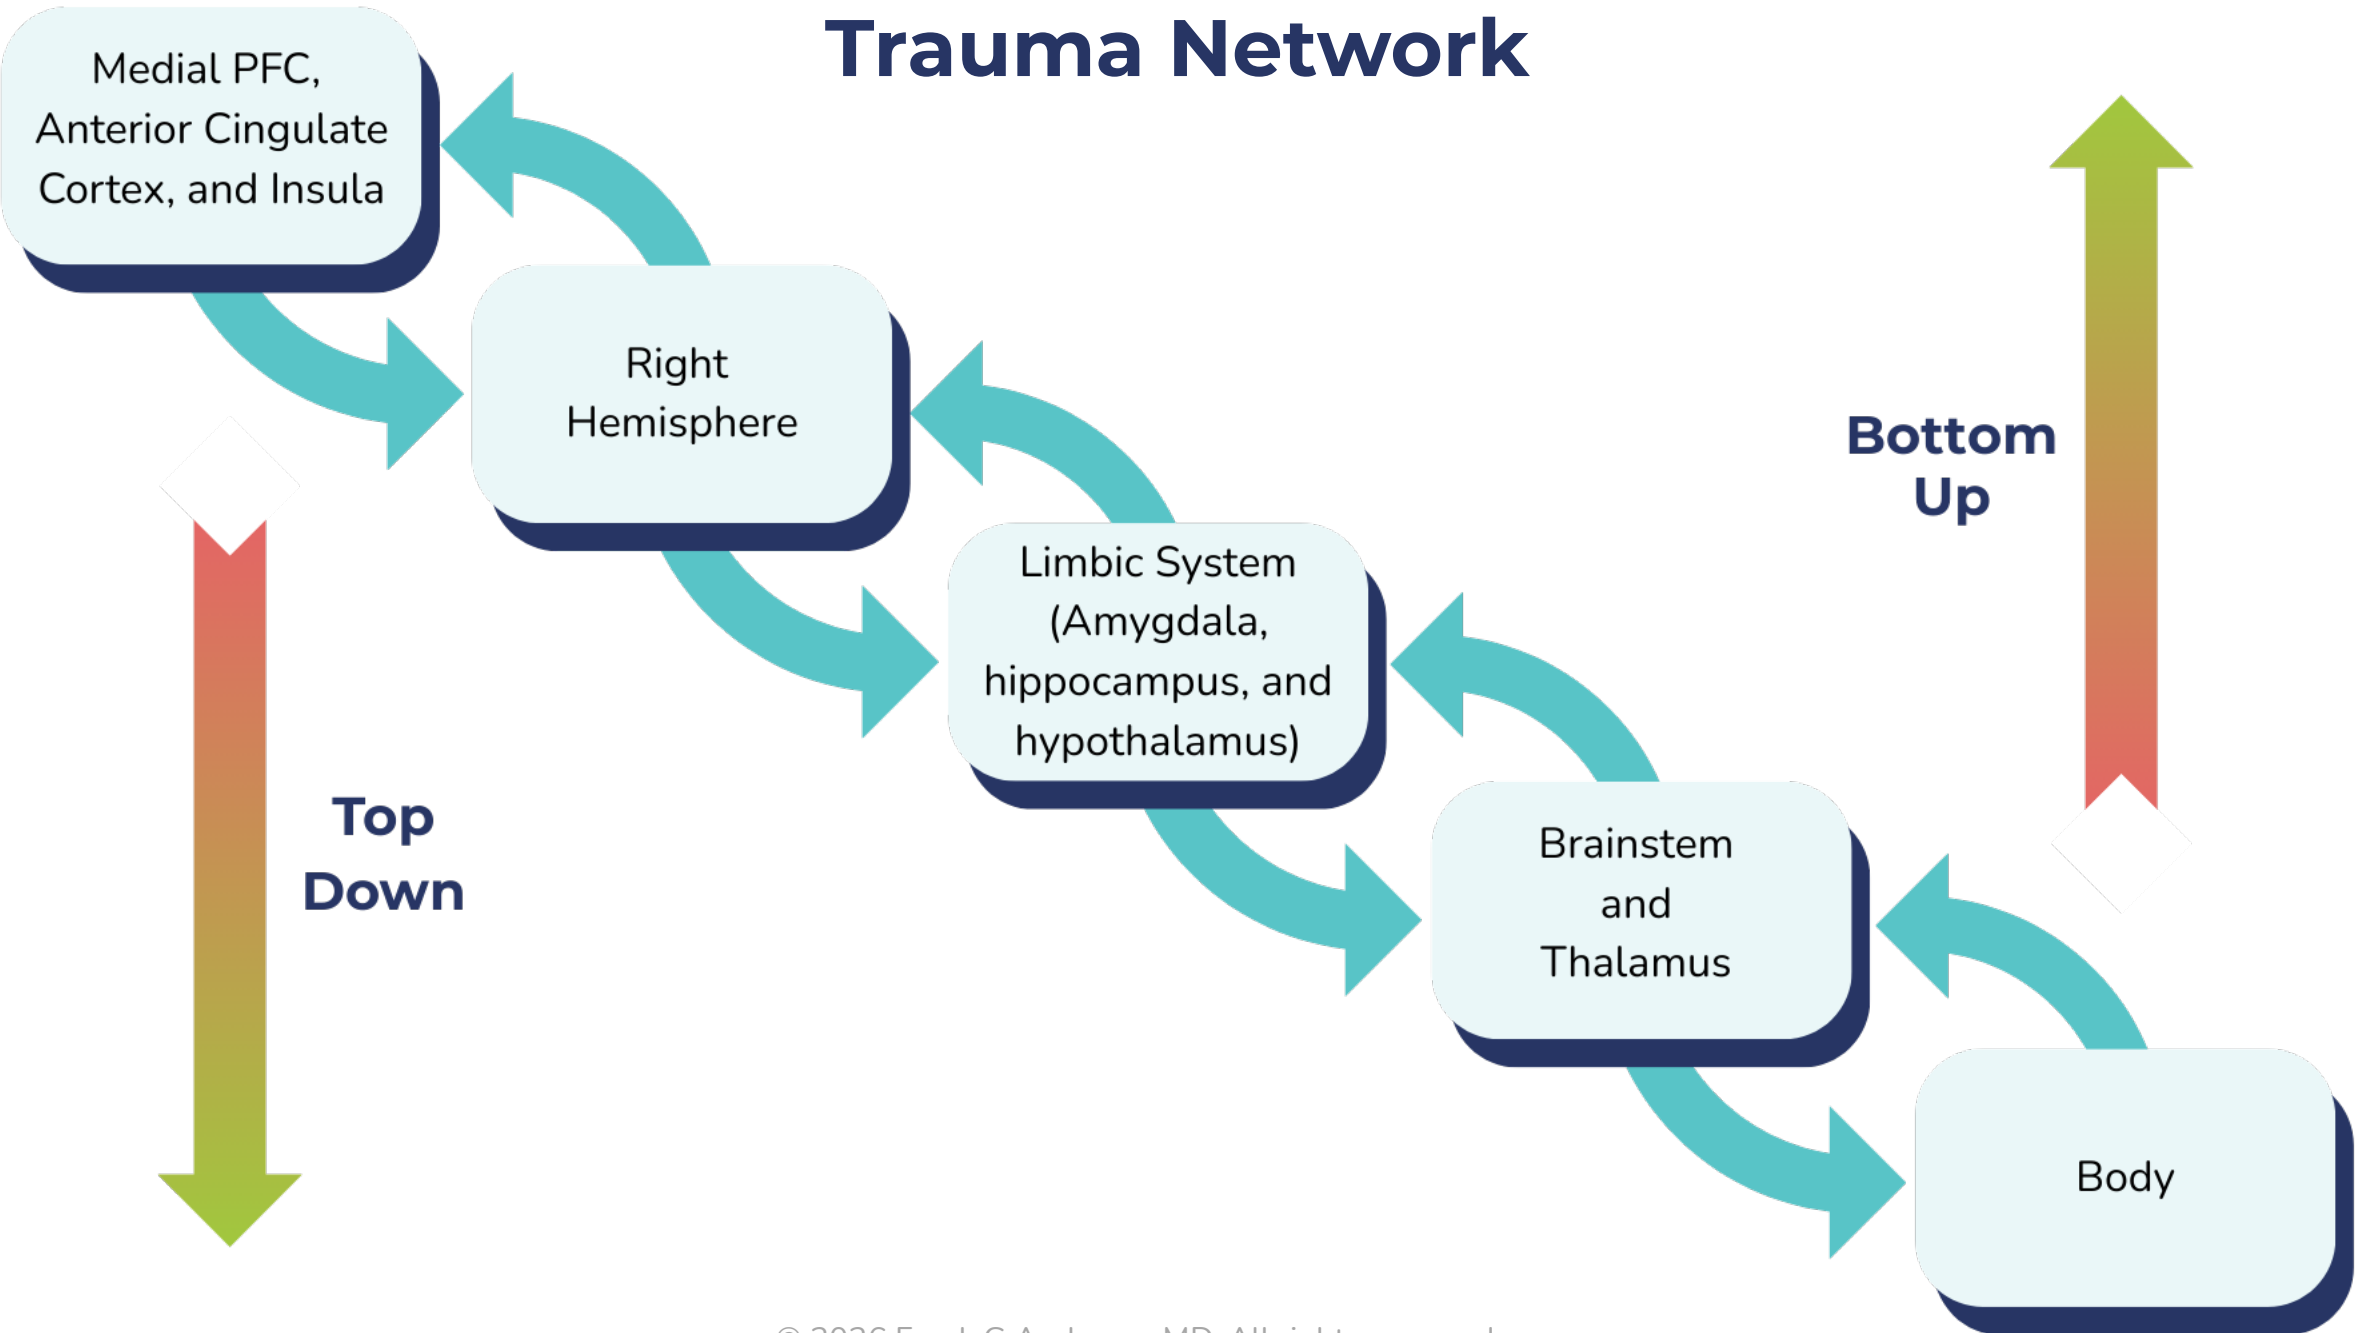 Trauma Network
Medial PFC,
Anterior Cingulate
Cortex, and Insula
Right
Hemisphere
Bottom
Up
Limbic System
(Amygdala,
hippocampus, and
hypothalamus)
Top
Down
Brainstem
and
Thalamus
Body